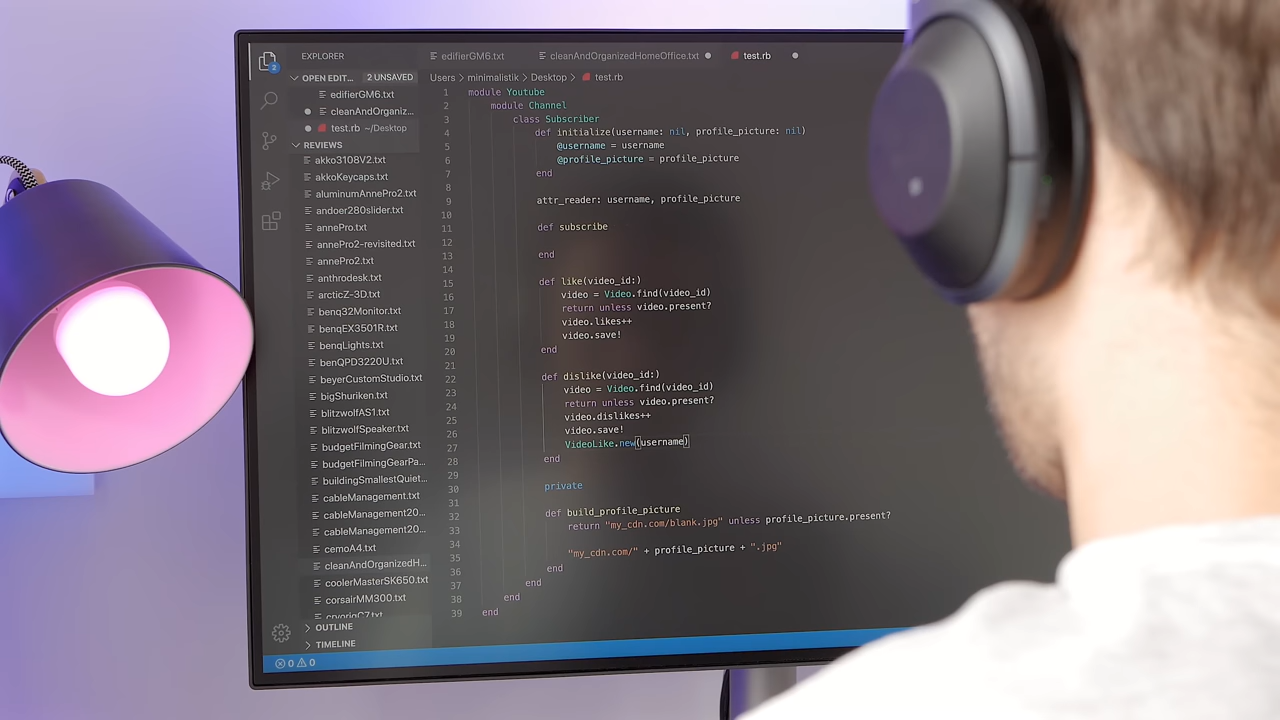 EXPLORER
OPEN EDIT... 2 UNSAVED
edifierGM6.txt
cleanAndOrganiz...
test.rb ~/Desktop
REVIEWS
akko3108V2.txt
akkoKeycaps.txt
aluminumAnnePro2.txt
andoer280slider.txt
annePro.txt
annePro2-revisited.txt
annePro2.txt
anthrodesk.txt
arcticZ-3D.txt
benq32Monitor.txt
benqEX3501R.txt
benqLights.txt
benQPD3220U.txt
beyerCustomStudio.txt
bigShuriken.txt
blitzwolfAS1.txt
blitzwolfSpeaker.txt
budgetFilmingGear.txt
budgetFilmingGearPa...
buildingSmallestQuiet...
cableManagement.txt
cableManagement20...
cableManagement20...
cemoA4.txt
cleanAndOrganizedH...
coolerMasterSK650.txt
corsairMM300.txt
cryorigC7.txt
OUTLINE
TIMELINE
0 0
2
edifierGM6.txt cleanAndOrganizedHomeOffice.txt test.rb
Users > minimalistik > Desktop > test.rb
1 module Youtube
2 module Channel
3 class Subscriber
4 def initialize(username: nil, profile_picture: nil)
5 @username = username
6 @profile_picture = profile_picture
7 end
8
9 attr_reader: username, profile_picture
10
11 def subscribe
12
13 end
14
15 def like(video_id:)
16 video = Video.find(video_id)
17 return unless video.present?
18 video.likes++
19 video.save!
20 end
21
22 def dislike(video_id:)
23 video = Video.find(video_id)
24 return unless video.present?
25 video.dislikes++
26 video.save!
27 VideoLike.new(username)
28 end
29
30 private
31
32 def build_profile_picture
33 return "my_cdn.com/blank.jpg" unless profile_picture.present?
34
35 "my_cdn.com/" + profile_picture + ".jpg"
36 end
37 end
38 end
39 end